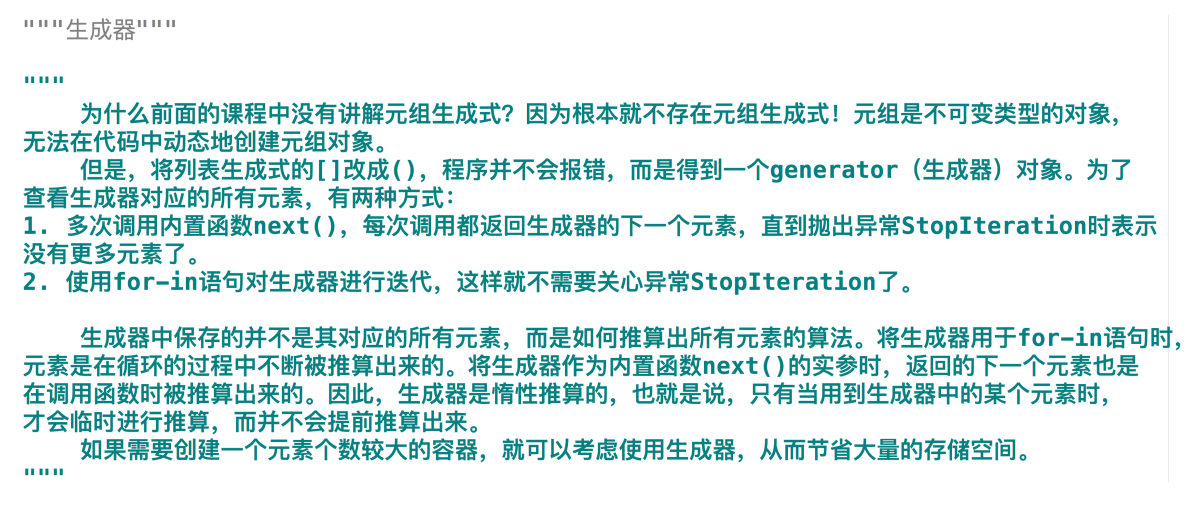 """生成器"""
"""
为什么前面的课程中没有讲解元组生成式？因为根本就不存在元组生成式！元组是不可变类型的对象，
无法在代码中动态地创建元组对象。
但是，将列表生成式的[]改成()，程序并不会报错，而是得到一个generator（生成器）对象。为了
查看生成器对应的所有元素，有两种方式：
1. 多次调用内置函数next()，每次调用都返回生成器的下一个元素，直到抛出异常StopIteration时表示
没有更多元素了。
2. 使用for-in语句对生成器进行迭代，这样就不需要关心异常StopIteration了。
生成器中保存的并不是其对应的所有元素，而是如何推算出所有元素的算法。将生成器用于for-in语句时，
元素是在循环的过程中不断被推算出来的。将生成器作为内置函数next()的实参时，返回的下一个元素也是
在调用函数时被推算出来的。因此，生成器是惰性推算的，也就是说，只有当用到生成器中的某个元素时，
才会临时进行推算，而并不会提前推算出来。
如果需要创建一个元素个数较大的容器，就可以考虑使用生成器，从而节省大量的存储空间。
"""